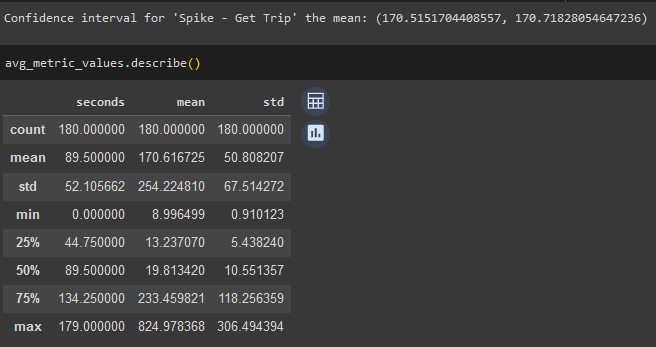 Confidence interval for 'Spike - Get Trip' the mean: (170.5151704408557, 170.71828054647236)
avg_metric_values.describe()
seconds mean std
count 180.000000 180.000000 180.000000
mean 89.500000 170.616725 50.808207
std 52.105662 254.224810 67.514272
min 0.000000 8.996499 0.910123
25% 44.750000 13.237070 5.438240
50% 89.500000 19.813420 10.551357
75% 134.250000 233.459821 118.256359
max 179.000000 824.978368 306.494394